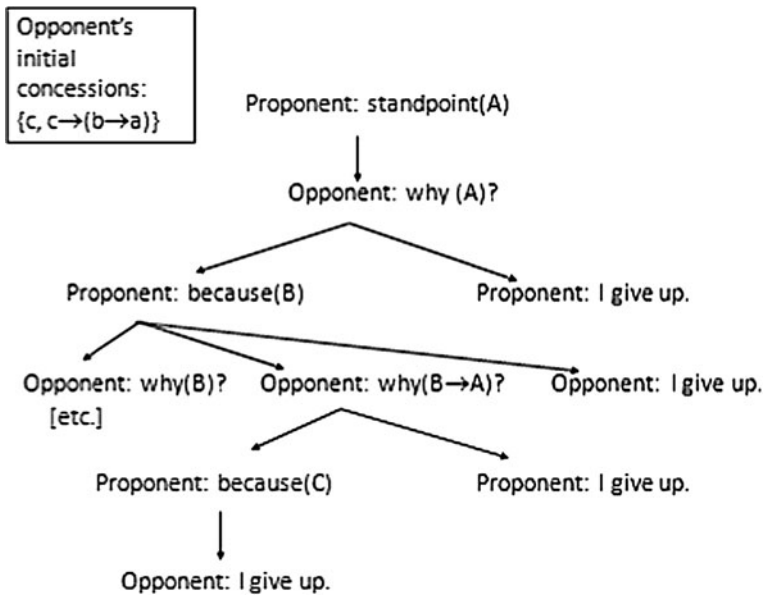 Opponent's
initial
concessions:
{c, c→(b→a)}
Proponent: standpoint(A)
Opponent: why (A)?
Proponent: because(B)
Proponent: I give up.
Opponent: why(B)?
[etc.]
Opponent: why(B→A)?
Opponent: I give up.
Proponent: because(C)
Proponent: I give up.
Opponent: I give up.